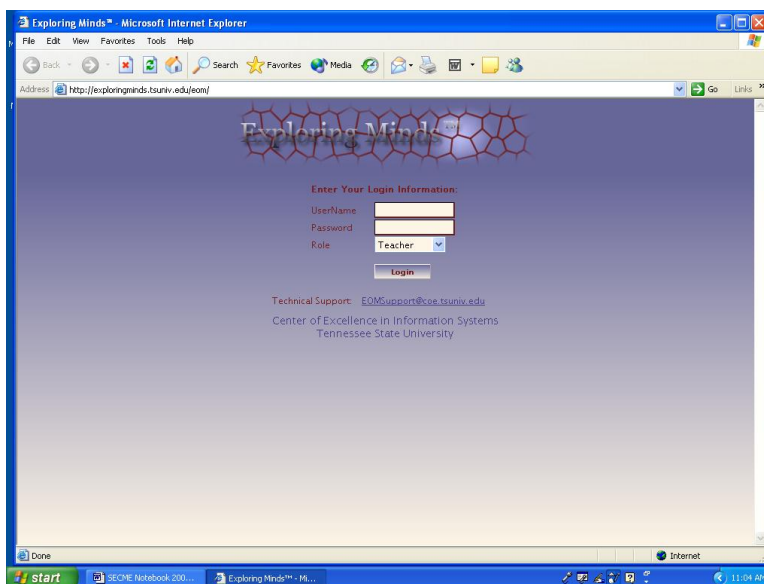 Exploring Minds™ - Microsoft Internet Explorer
File Edit View Favorites Tools Help
Back Search Favorites Media
Address http://exploringminds.tsuniv.edu/eom/ Go Links »
Exploring Minds
Enter Your Login Information:
UserName
Password
Role Teacher
Login
Technical Support: EOMSupport@coe.tsuniv.edu
Center of Excellence in Information Systems
Tennessee State University
Done Internet
start SECME Notebook 200... Exploring Minds™ - Mi... 11:04 AM